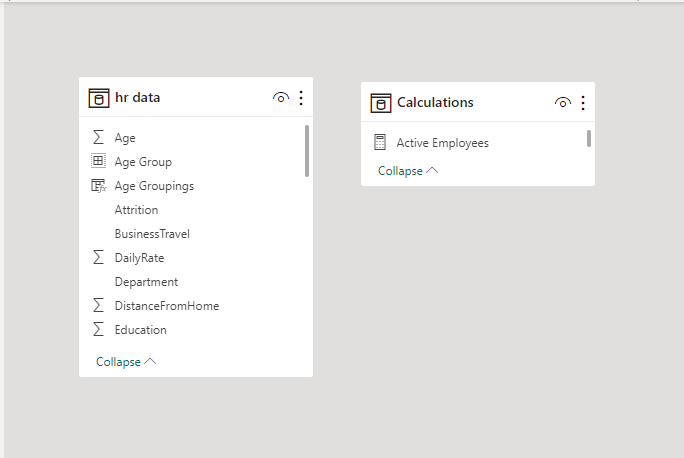 hr data
Age
Age Group
Age Groupings
Attrition
BusinessTravel
DailyRate
Department
DistanceFromHome
Education
Collapse
Calculations
Active Employees
Collapse